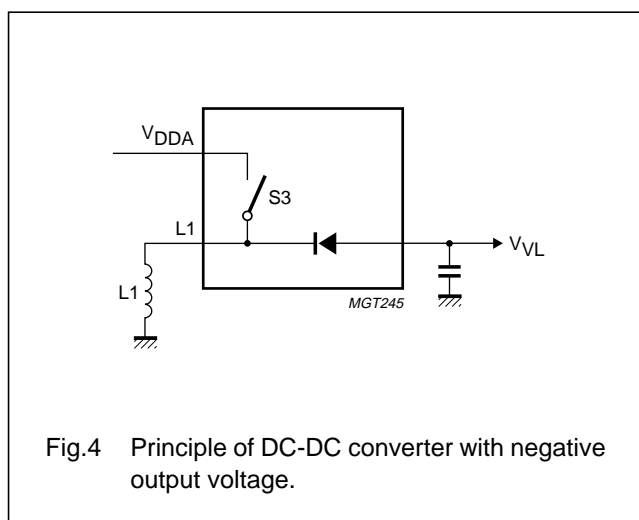 VDDA
S3
L1
VVL
L1
MGT245
Fig.4 Principle of DC-DC converter with negative
output voltage.